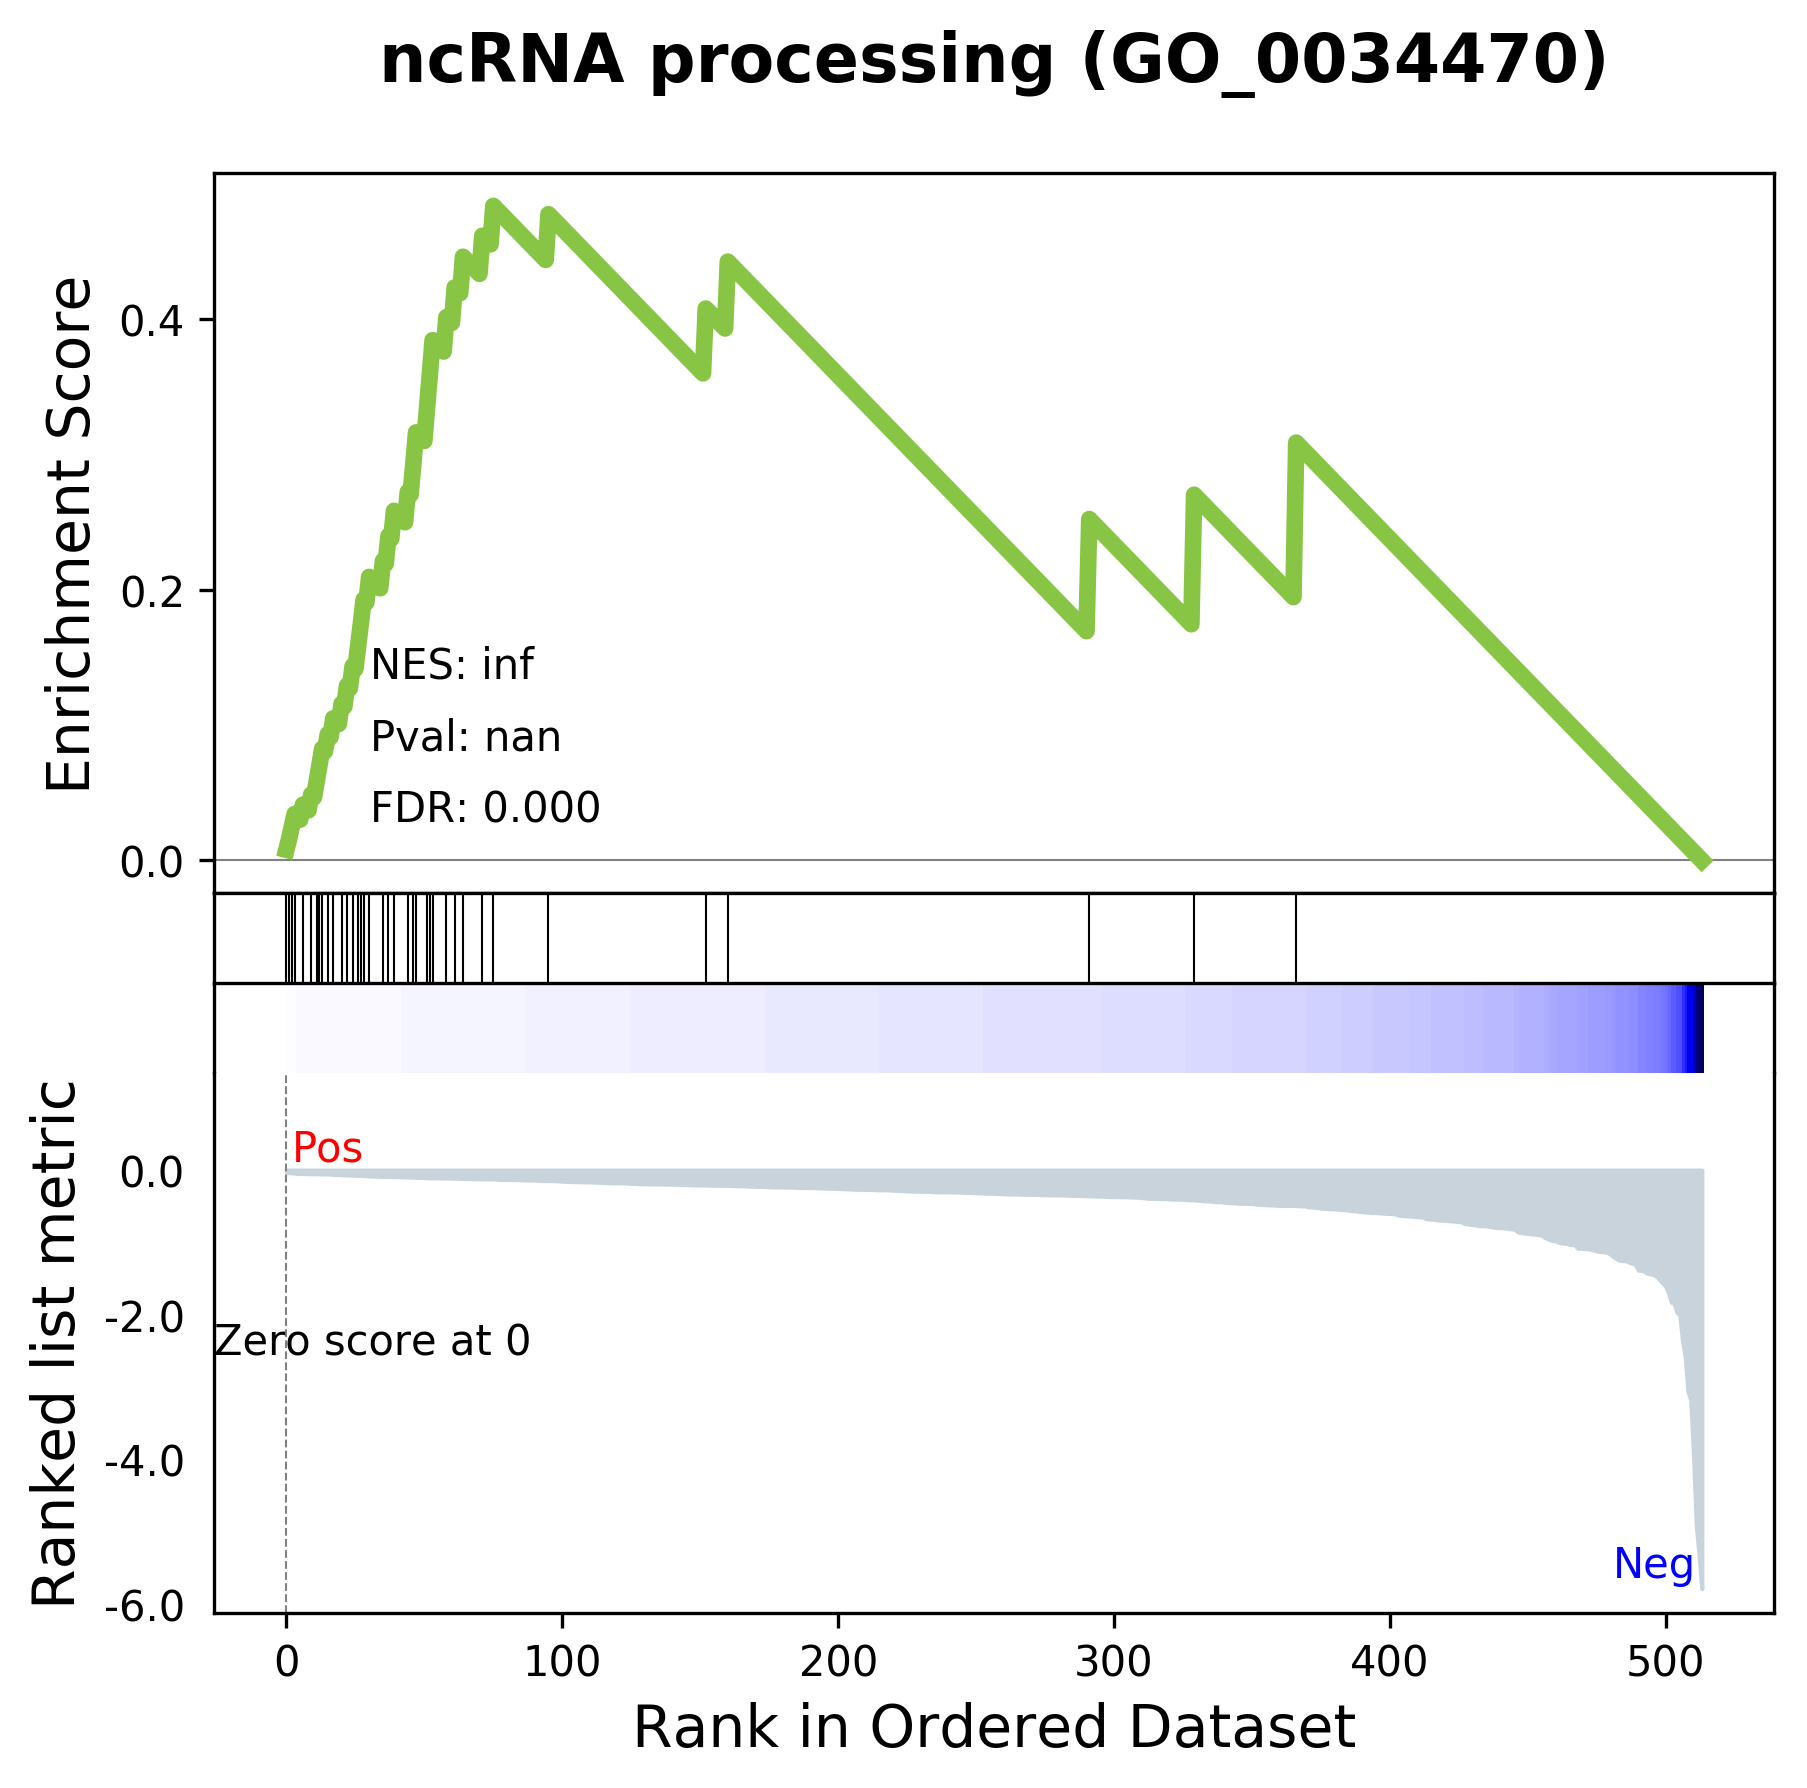 ncRNA processing (GO_0034470)
Enrichment Score
0.4
0.2
0.0
NES: inf
Pval: nan
FDR: 0.000
Ranked list metric
Pos
0.0
-2.0
Zero score at 0
-4.0
Neg
-6.0
0 100 200 300 400 500
Rank in Ordered Dataset